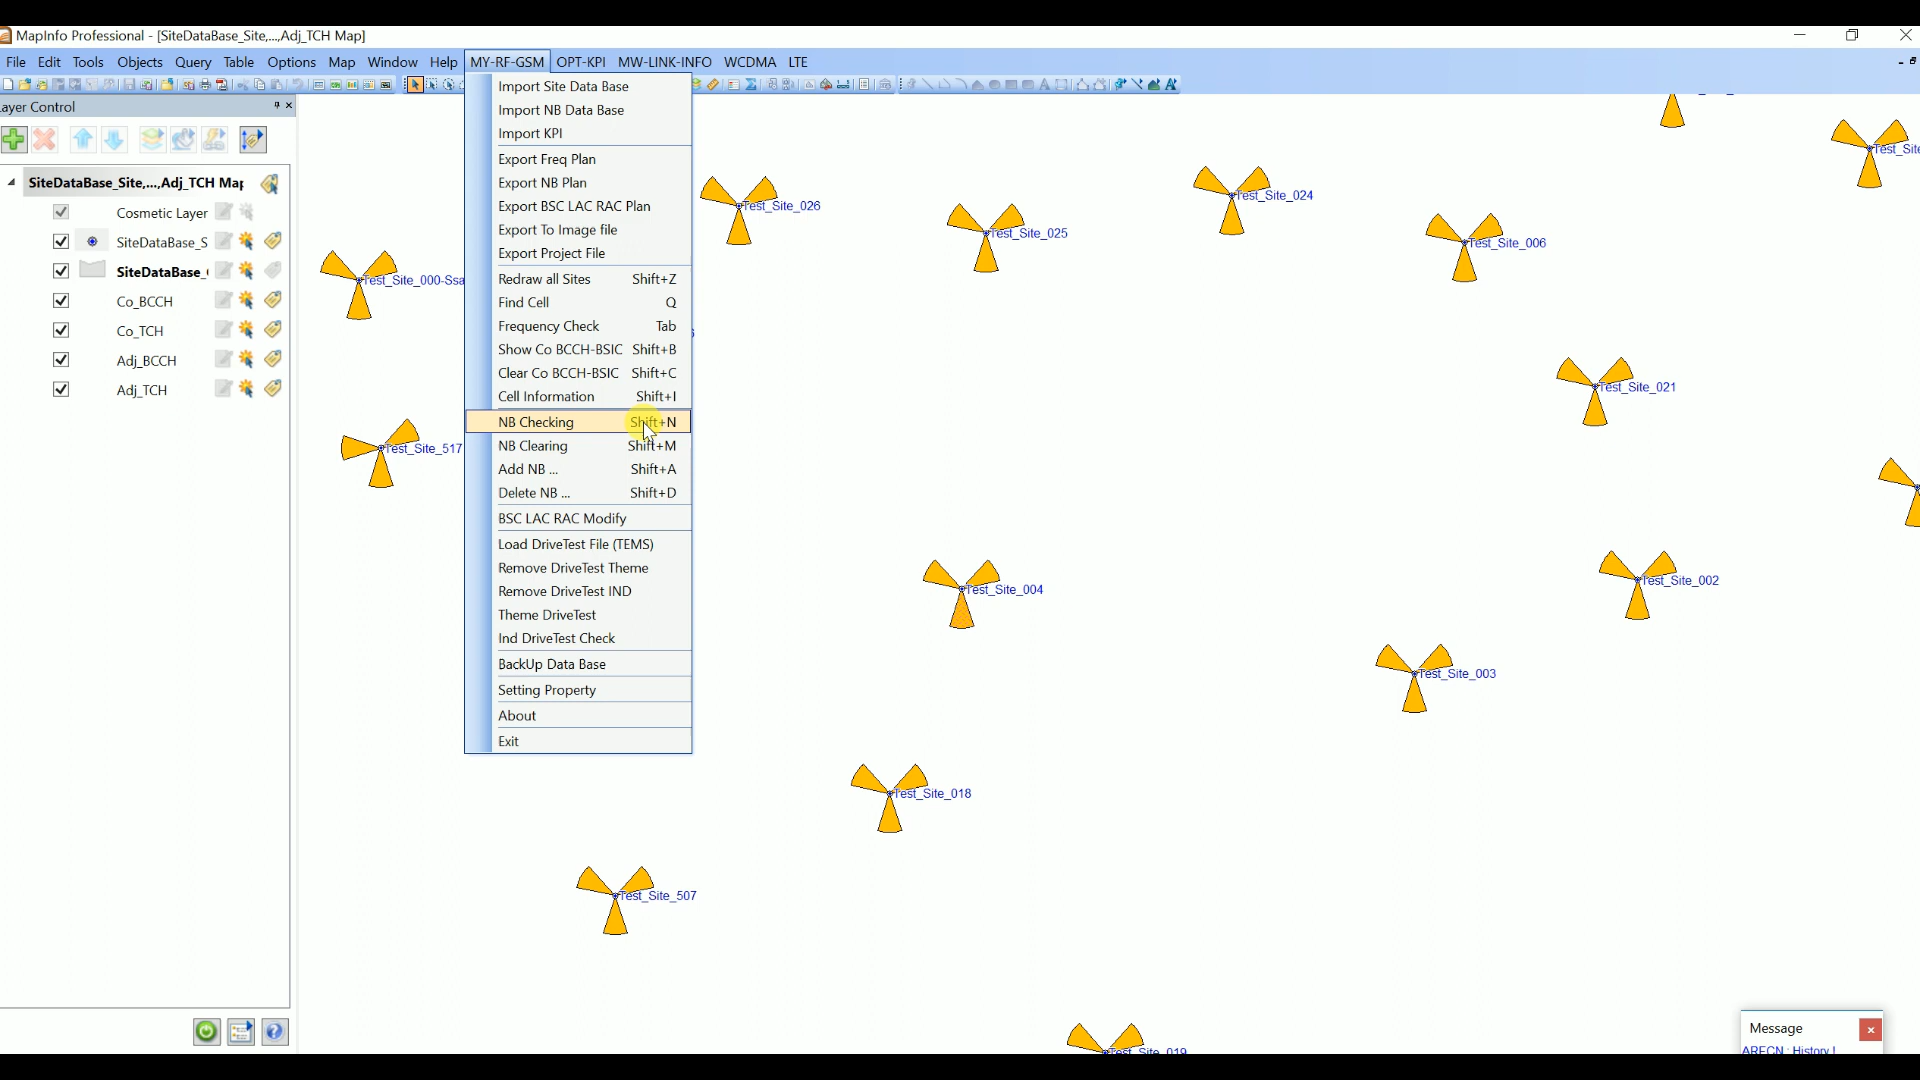 MapInfo Professional - [SiteDataBase_Site,...,Adj_TCH Map]
File Edit Tools Objects Query Table Options Map Window Help MY-RF-GSM OPT-KPI MW-LINK-INFO WCDMA LTE
ayer Control
SiteDataBase_Site,...,Adj_TCH Map
Cosmetic Layer
SiteDataBase_S
SiteDataBase_
Co_BCCH
Co_TCH
Adj_BCCH
Adj_TCH
Import Site Data Base
Import NB Data Base
Import KPI
Export Freq Plan
Export NB Plan
Export BSC LAC RAC Plan
Export To Image file
Export Project File
Redraw all Sites Shift+Z
Find Cell Q
Frequency Check Tab
Show Co BCCH-BSIC Shift+B
Clear Co BCCH-BSIC Shift+C
Cell Information Shift+I
NB Checking Shift+N
NB Clearing Shift+M
Add NB ... Shift+A
Delete NB ... Shift+D
BSC LAC RAC Modify
Load DriveTest File (TEMS)
Remove DriveTest Theme
Remove DriveTest IND
Theme DriveTest
Ind DriveTest Check
BackUp Data Base
Setting Property
About
Exit
Test_Site
Test_Site_026
Test_Site_024
Test_Site_025
Test_Site_006
Test_Site_000-Ssa
Test_Site_021
Test_Site_517
Test_Site_004
Test_Site_002
Test_Site_003
Test_Site_018
Test_Site_507
Test_Site_019
Message
ARFCN : History !